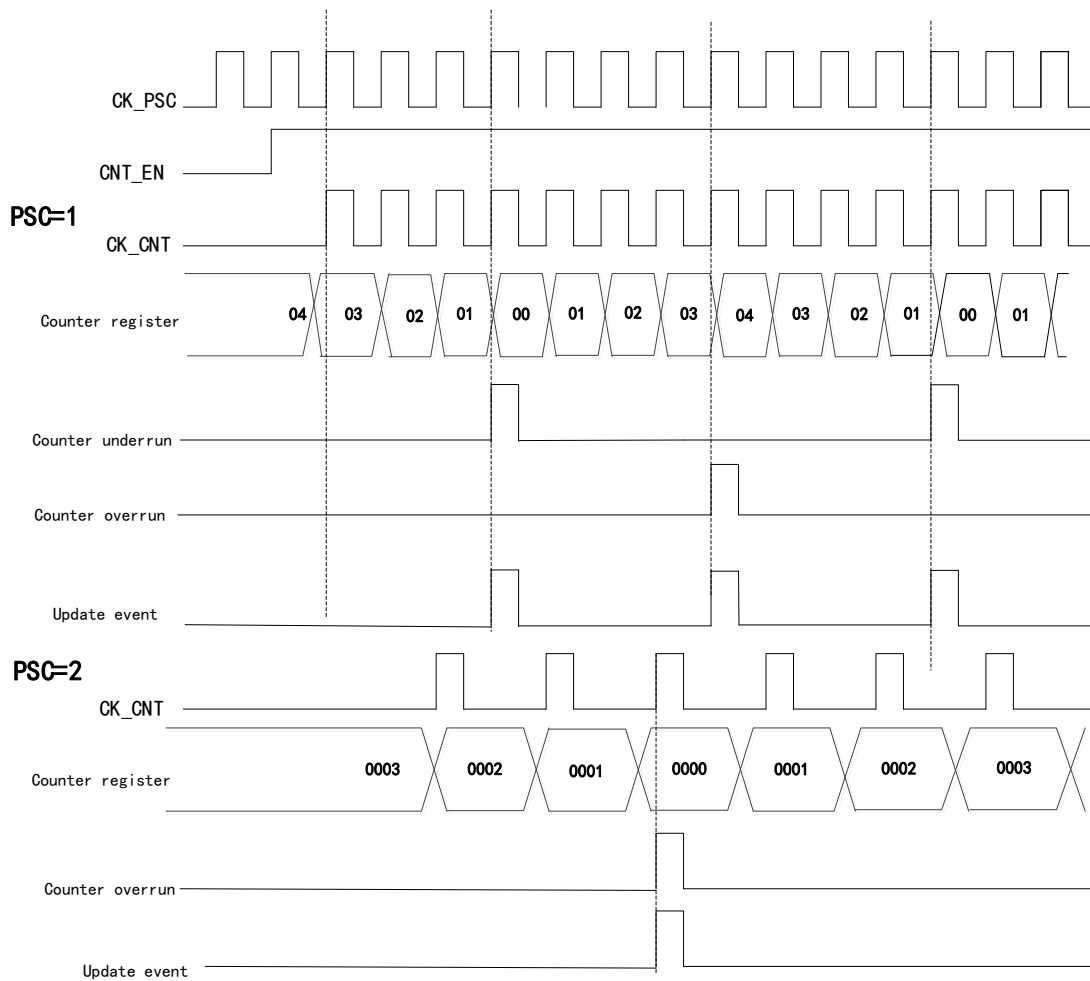 CK_PSC
CNT_EN
PSC=1
CK_CNT
Counter register 04 03 02 01 00 01 02 03 04 03 02 01 00 01
Counter underrun
Counter overrun
Update event
PSC=2
CK_CNT
Counter register 0003 0002 0001 0000 0001 0002 0003
Counter overrun
Update event